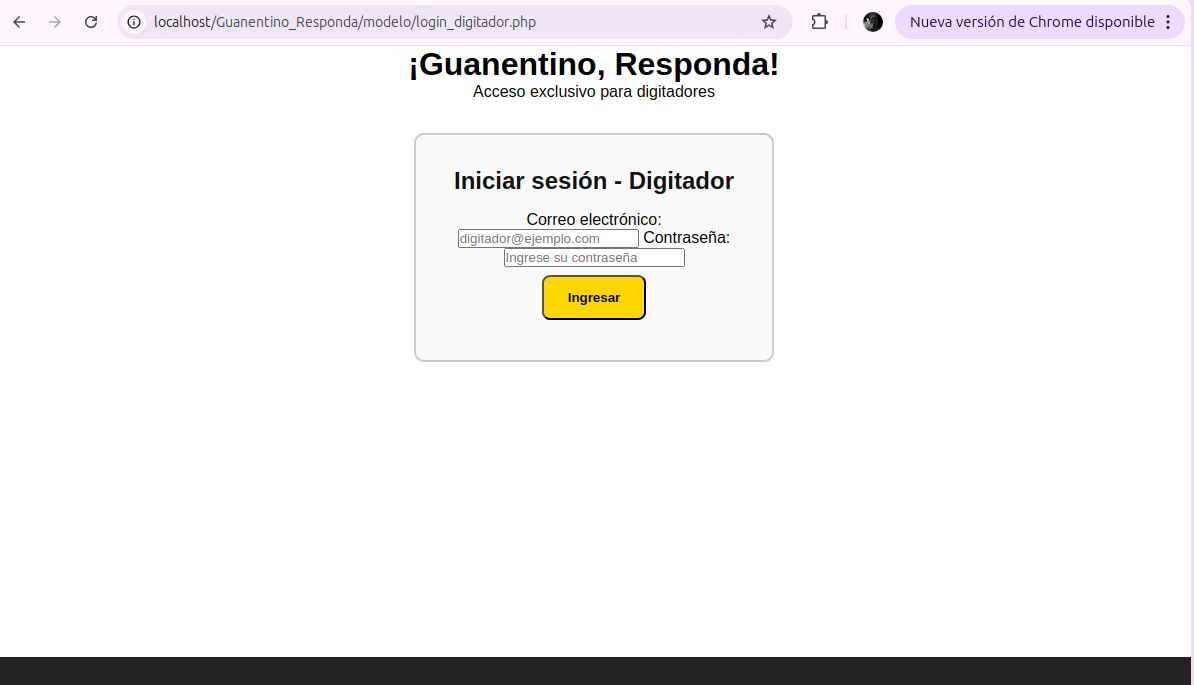 localhost/Guanentino_Responda/modelo/login_digitador.php
Nueva versión de Chrome disponible
¡Guanentino, Responda!
Acceso exclusivo para digitadores
Iniciar sesión - Digitador
Correo electrónico:
digitador@ejemplo.com Contraseña:
Ingrese su contraseña
Ingresar